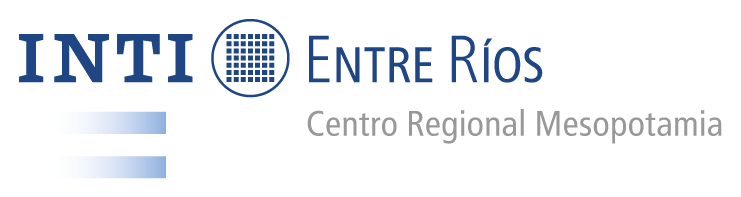 INTI ENTRE RÍOS
Centro Regional Mesopotamia